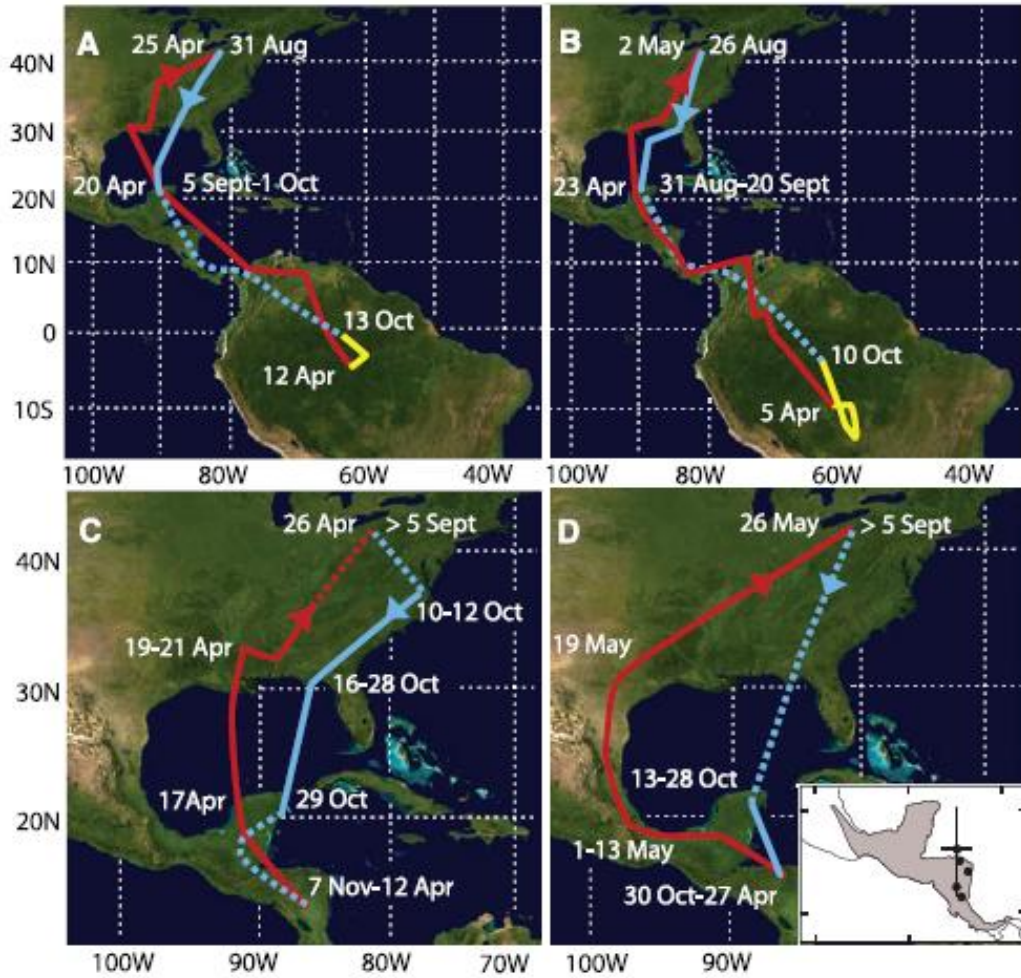 A
25 Apr
31 Aug
40N
30N
20 Apr
5 Sept-1 Oct
20N
10N
0
13 Oct
12 Apr
10S
100W
80W
60W
40W
B
2 May
26 Aug
23 Apr
31 Aug-20 Sept
10 Oct
5 Apr
100W
80W
60W
40W
C
26 Apr
> 5 Sept
40N
10-12 Oct
19-21 Apr
30N
16-28 Oct
17Apr
29 Oct
20N
7 Nov-12 Apr
100W
90W
80W
70W
D
26 May
> 5 Sept
19 May
13-28 Oct
1-13 May
30 Oct-27 Apr
100W
90W